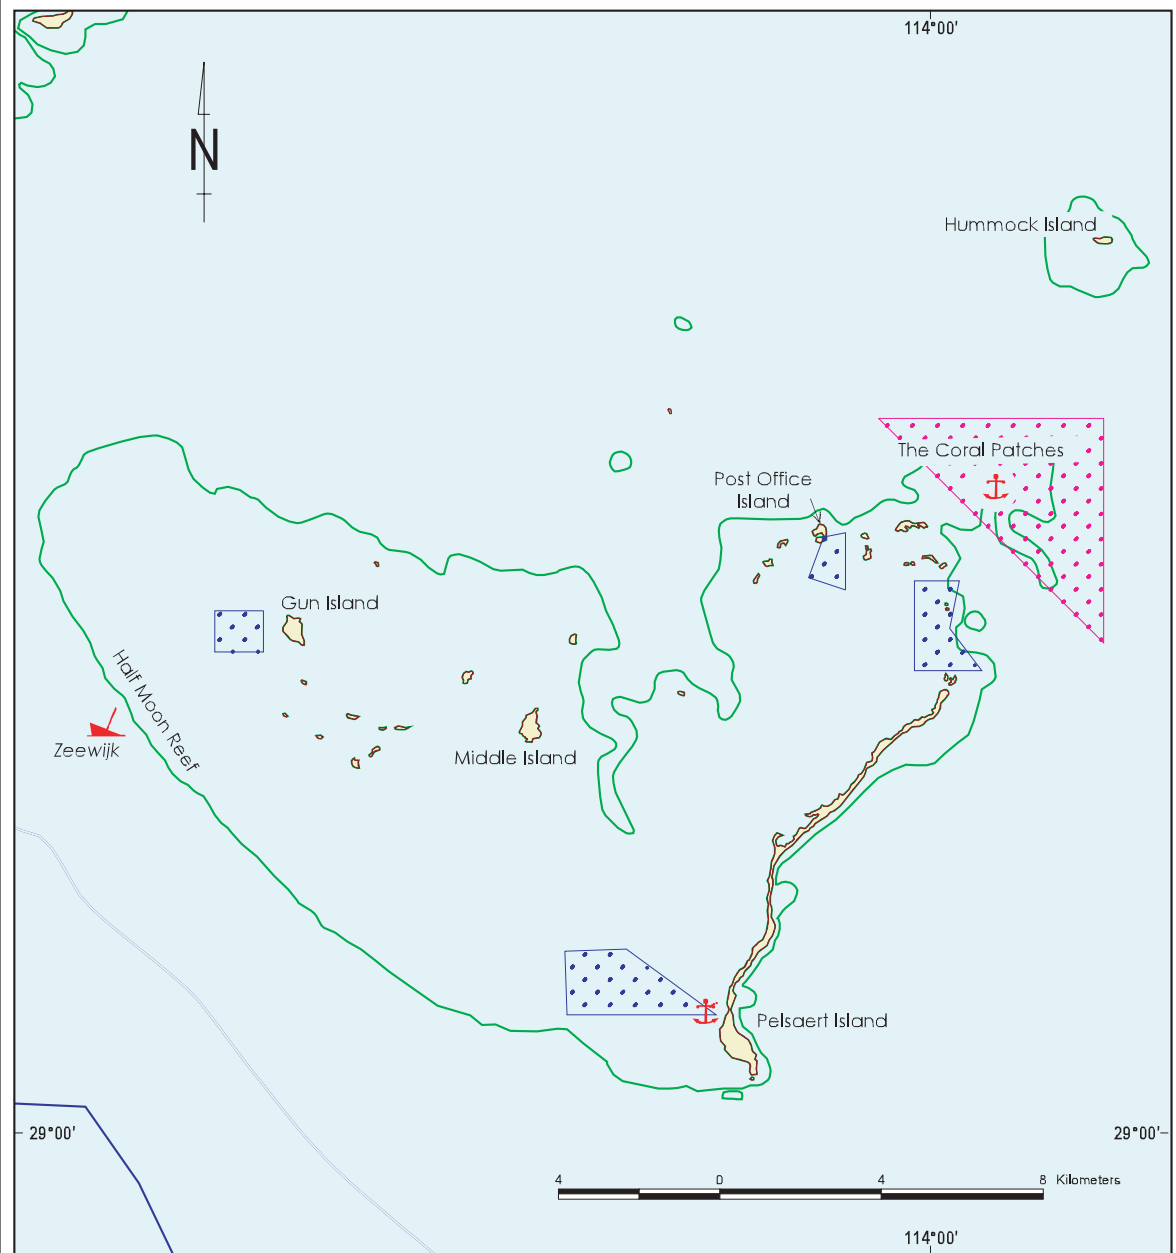 114°00'
N
Hummock Island
The Coral Patches
Post Office
Island
Gun Island
Half Moon Reef
Zeewijk
Middle Island
Pelsaert Island
29°00'
29°00'
4 0 4 8 Kilometers
114°00'